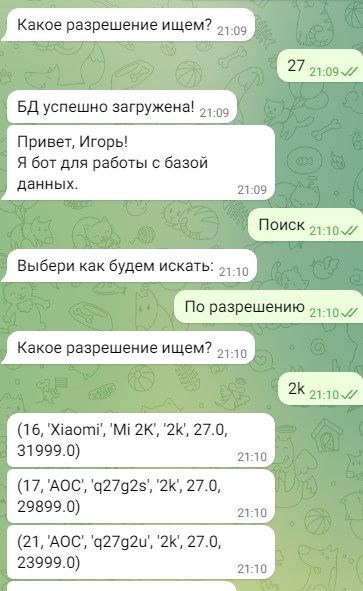 Какое разрешение ищем? 21:09
27 21:09
БД успешно загружена! 21:09
Привет, Игорь!
Я бот для работы с базой
данных.
21:09
Поиск 21:10
Выбери как будем искать: 21:10
По разрешению 21:10
Какое разрешение ищем? 21:10
2k 21:10
(16, 'Xiaomi', 'Mi 2K', '2k', 27.0,
31999.0) 21:10
(17, 'AOC', 'q27g2s', '2k', 27.0,
29899.0) 21:10
(21, 'AOC', 'q27g2u', '2k', 27.0,
23999.0) 21:10